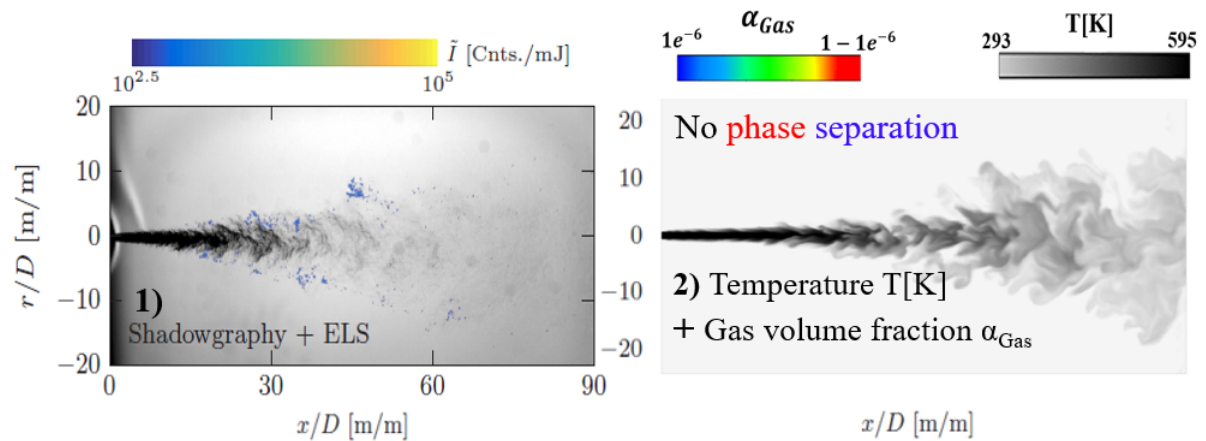 Ĩ [Cnts./mJ]
10^2.5 10^5
20
10
0
−10
−20
r/D [m/m]
1)
Shadowgraphy + ELS
0 30 60 90
x/D [m/m]
α_Gas
1e^-6 1 − 1e^-6
T[K]
293 595
No phase separation
20
10
0
−10
−20
2) Temperature T[K]
+ Gas volume fraction α_Gas
x/D [m/m]